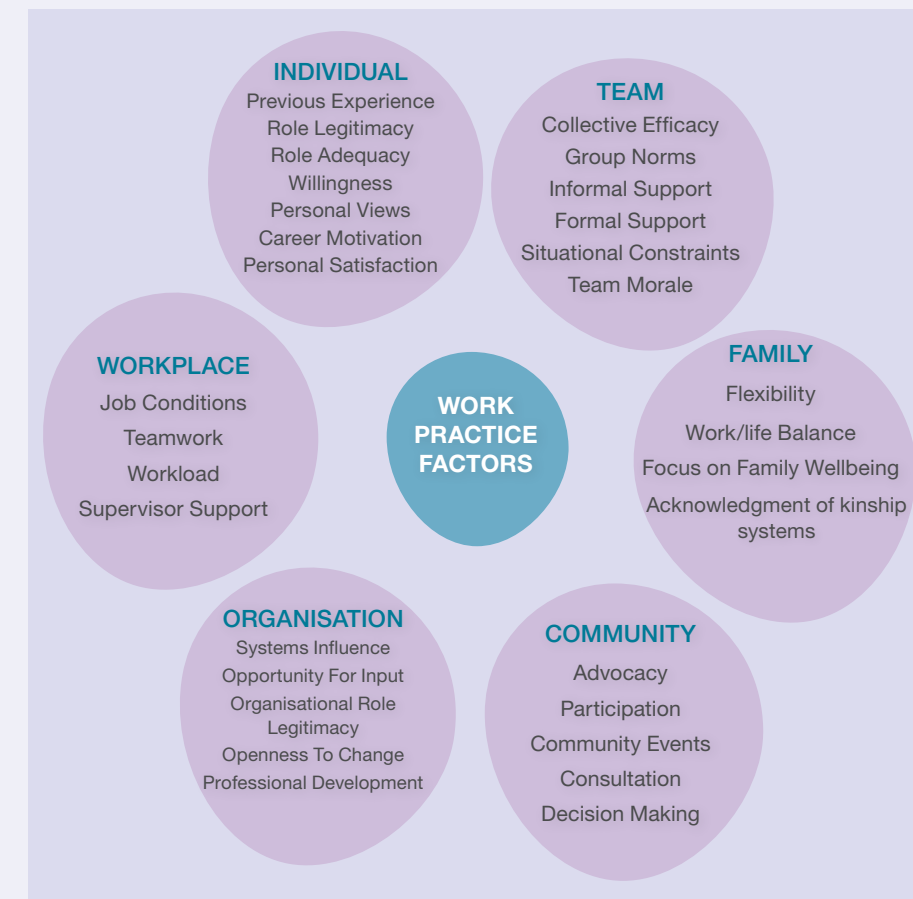 INDIVIDUAL
Previous Experience
Role Legitimacy
Role Adequacy
Willingness
Personal Views
Career Motivation
Personal Satisfaction
TEAM
Collective Efficacy
Group Norms
Informal Support
Formal Support
Situational Constraints
Team Morale
WORKPLACE
Job Conditions
Teamwork
Workload
Supervisor Support
WORK
PRACTICE
FACTORS
FAMILY
Flexibility
Work/life Balance
Focus on Family Wellbeing
Acknowledgment of kinship
systems
ORGANISATION
Systems Influence
Opportunity For Input
Organisational Role
Legitimacy
Openness To Change
Professional Development
COMMUNITY
Advocacy
Participation
Community Events
Consultation
Decision Making